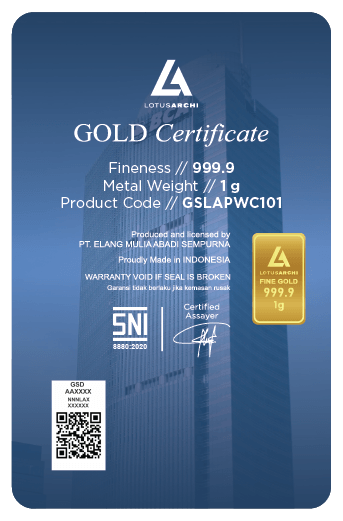 LOTUSARCHI
GOLD Certificate
Fineness // 999.9
Metal Weight // 1 g
Product Code // GSLAPWC101
Produced and licensed by
PT. ELANG MULIA ABADI SEMPURNA
Proudly Made in INDONESIA
WARRANTY VOID IF SEAL IS BROKEN
Garansi tidak berlaku jika kemasan rusak
SNI
8880:2020
Certified
Assayer
LOTUSARCHI
FINE GOLD
999.9
1g
GSD
AAXXXX
NNNLAX
XXXXXX